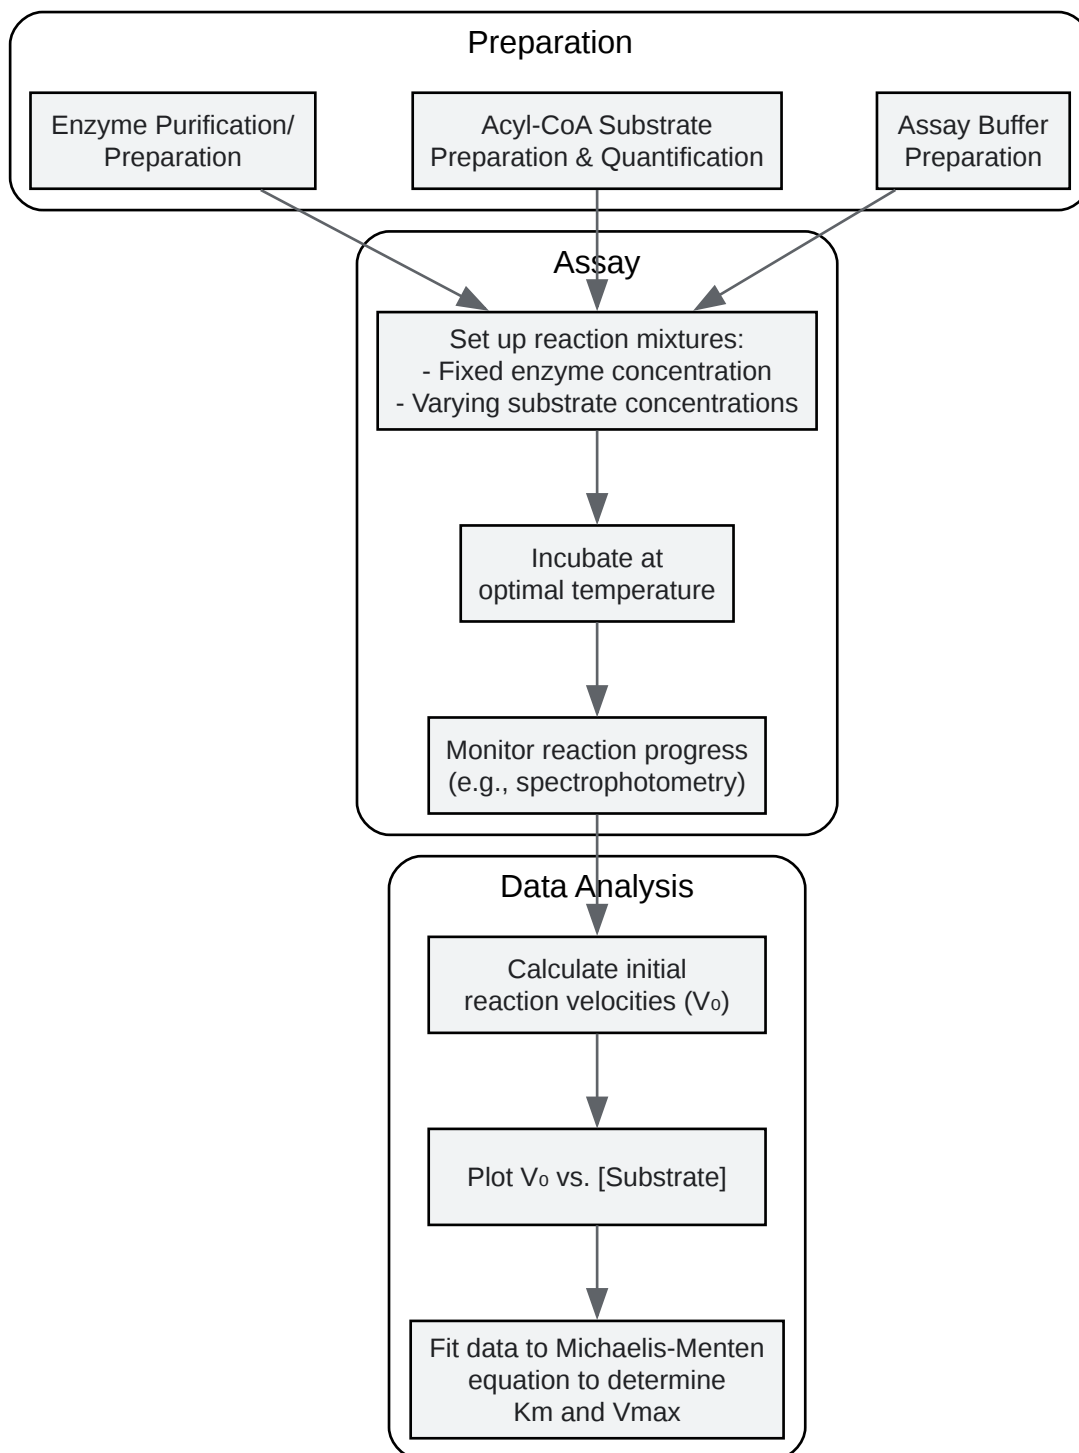 Preparation
Enzyme Purification/
Preparation
Acyl-CoA Substrate
Preparation & Quantification
Assay Buffer
Preparation
Assay
Set up reaction mixtures:
- Fixed enzyme concentration
- Varying substrate concentrations
Incubate at
optimal temperature
Monitor reaction progress
(e.g., spectrophotometry)
Data Analysis
Calculate initial
reaction velocities (V₀)
Plot V₀ vs. [Substrate]
Fit data to Michaelis-Menten
equation to determine
Km and Vmax